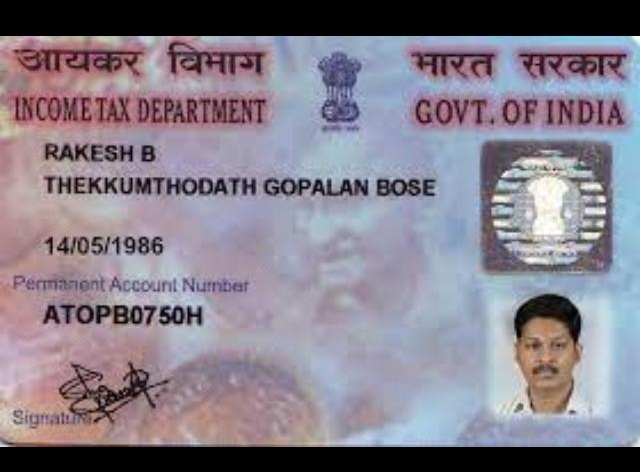 आयकर विभाग
भारत सरकार
INCOME TAX DEPARTMENT
GOVT. OF INDIA
RAKESH B
THEKKUMTHODATH GOPALAN BOSE
14/05/1986
Permanent Account Number
ATOPB0750H
Signature